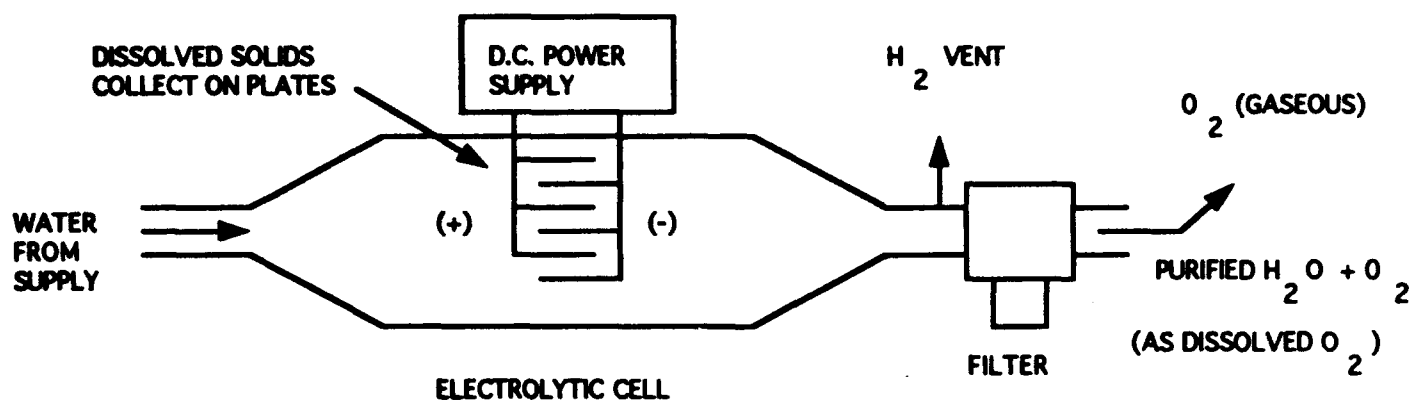 DISSOLVED SOLIDS
COLLECT ON PLATES
D.C. POWER
SUPPLY
H2 VENT
O2 (GASEOUS)
WATER
FROM
SUPPLY
(+)
(-)
PURIFIED H2O + O2
(AS DISSOLVED O2)
FILTER
ELECTROLYTIC CELL